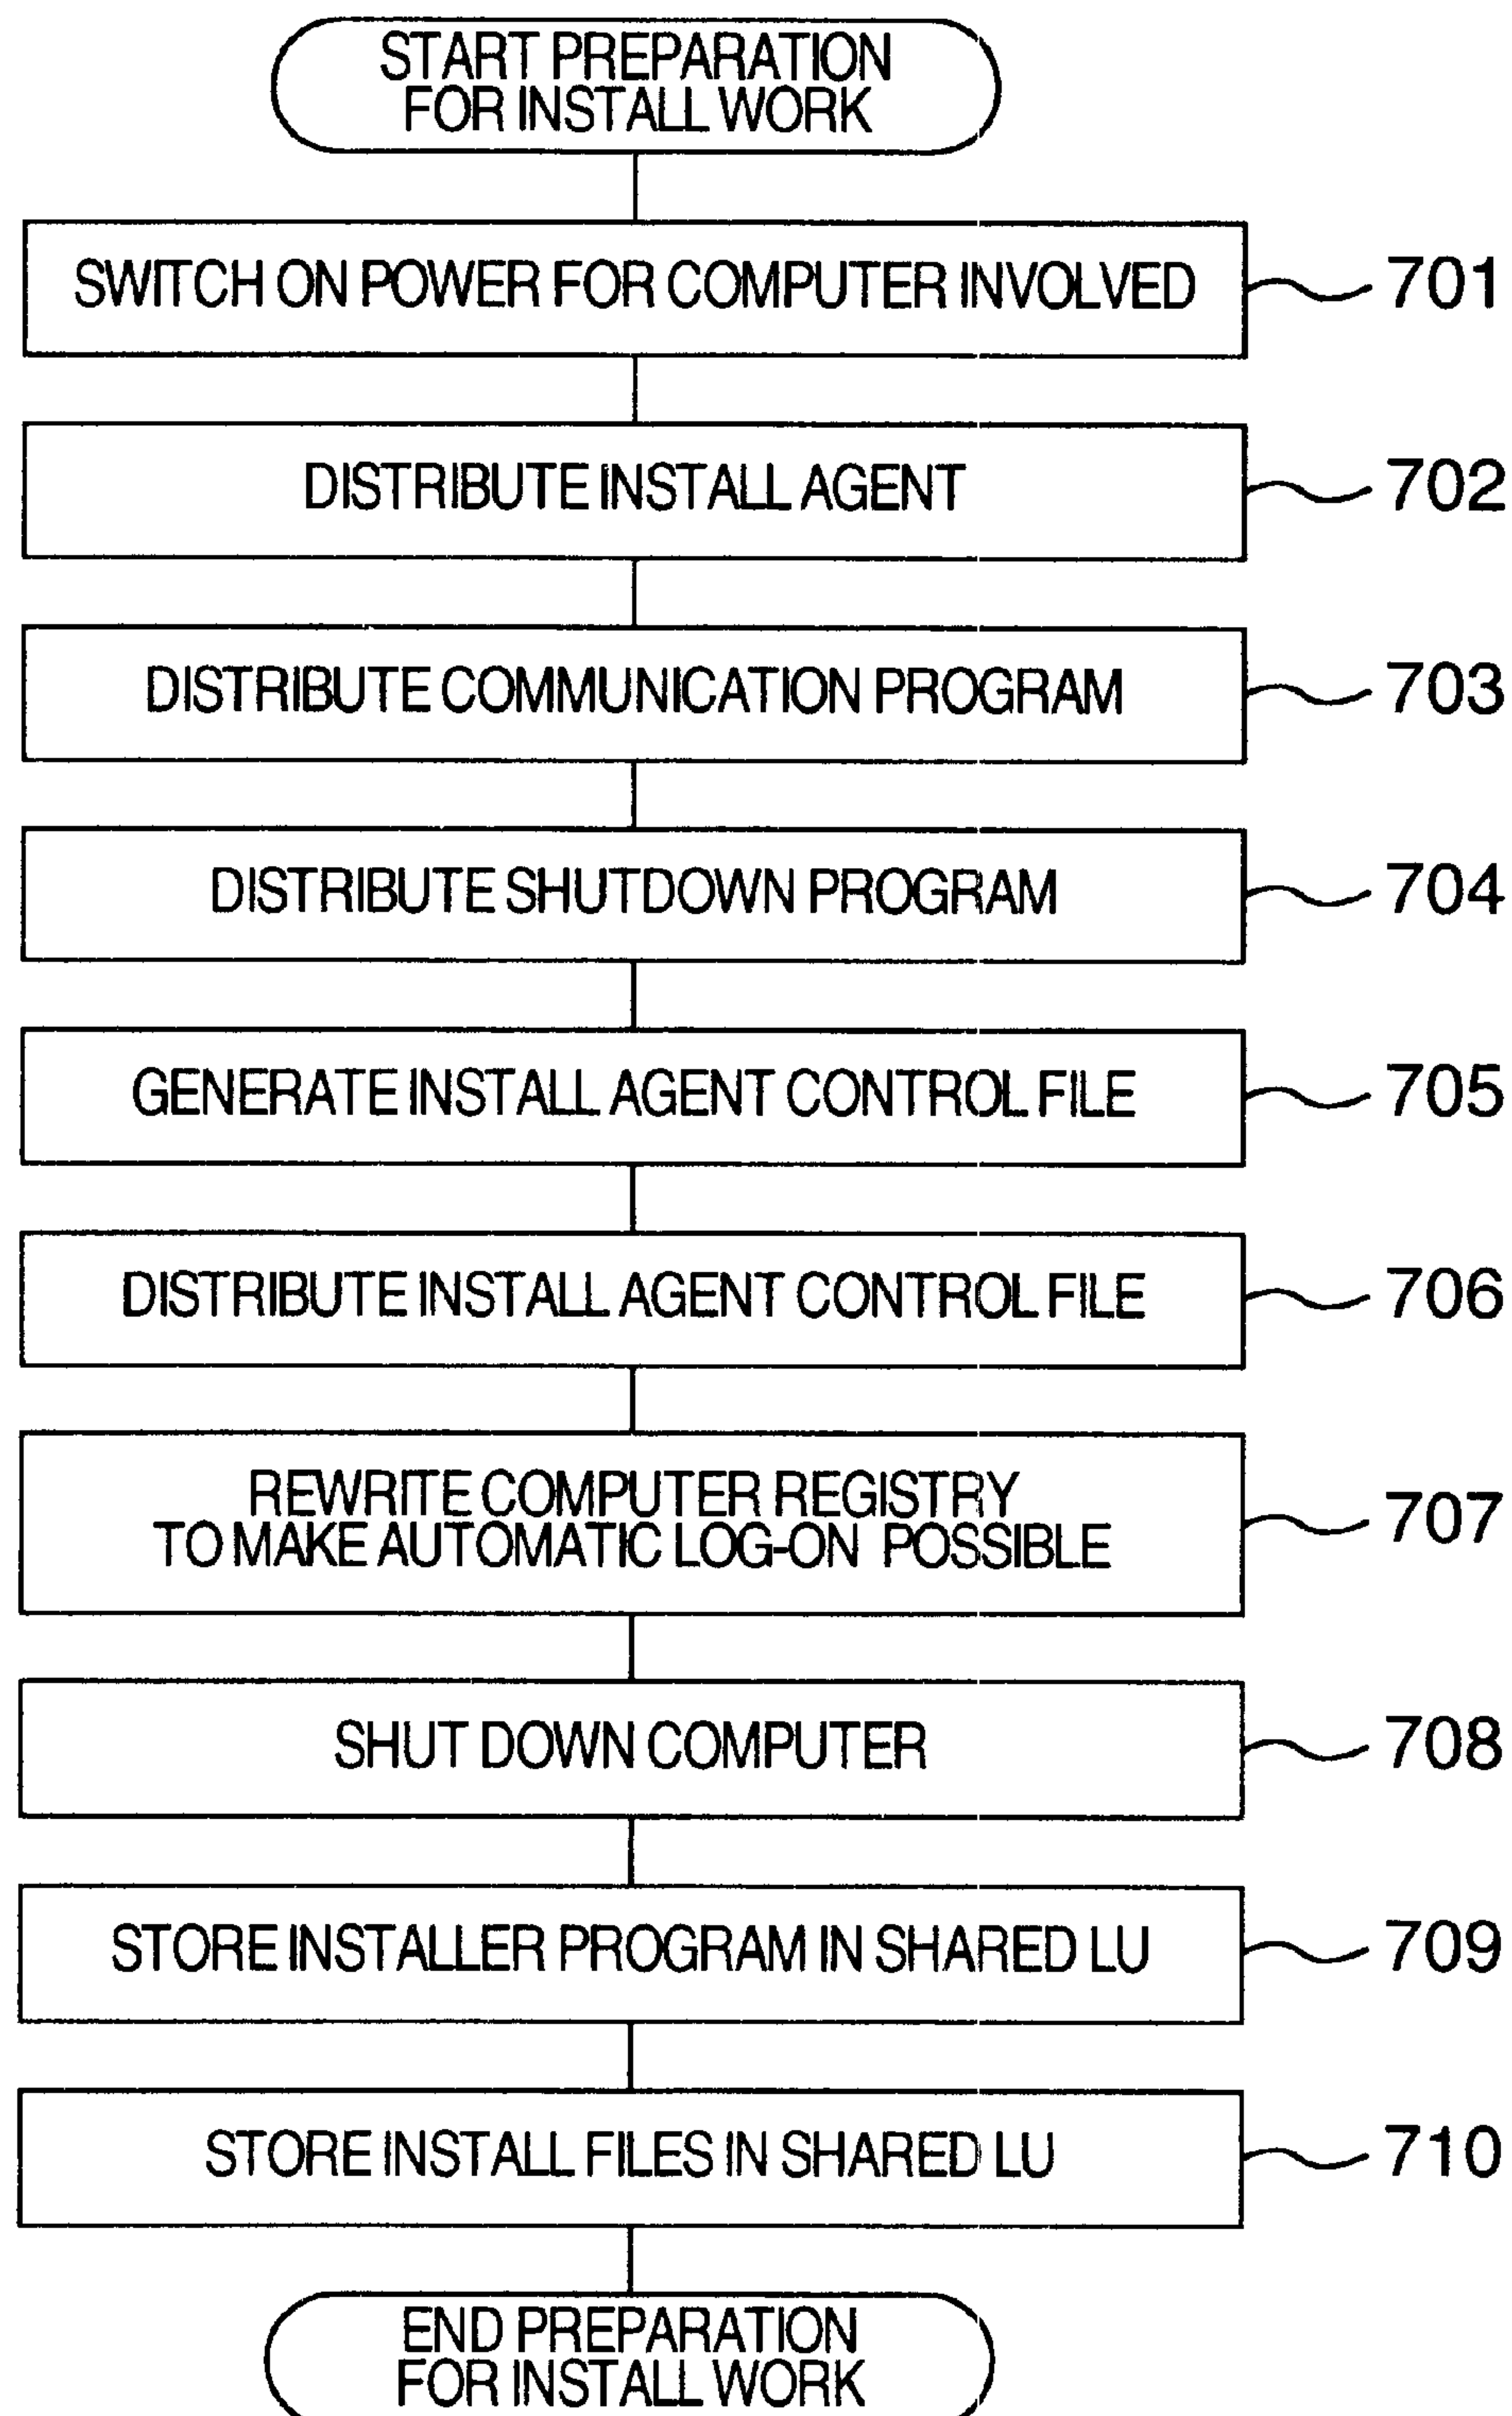 START PREPARATION
FOR INSTALL WORK
SWITCH ON POWER FOR COMPUTER INVOLVED
701
DISTRIBUTE INSTALL AGENT
702
DISTRIBUTE COMMUNICATION PROGRAM
703
DISTRIBUTE SHUTDOWN PROGRAM
704
GENERATE INSTALL AGENT CONTROL FILE
705
DISTRIBUTE INSTALL AGENT CONTROL FILE
706
REWRITE COMPUTER REGISTRY
TO MAKE AUTOMATIC LOG-ON POSSIBLE
707
SHUT DOWN COMPUTER
708
STORE INSTALLER PROGRAM IN SHARED LU
709
STORE INSTALL FILES IN SHARED LU
710
END PREPARATION
FOR INSTALL WORK